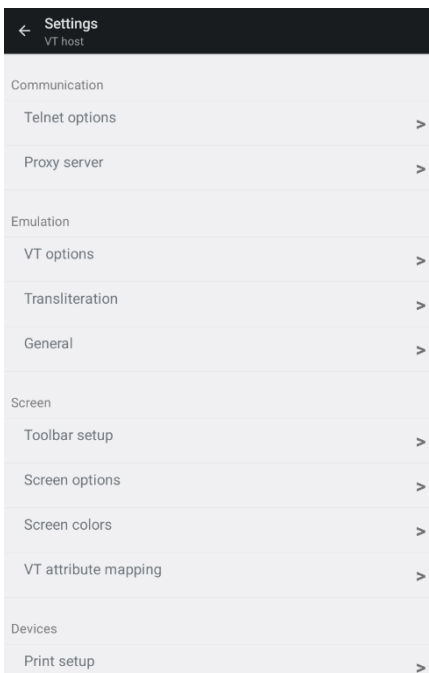 Settings
VT host
Communication
Telnet options
>
Proxy server
>
Emulation
VT options
>
Transliteration
>
General
>
Screen
Toolbar setup
>
Screen options
>
Screen colors
>
VT attribute mapping
>
Devices
Print setup
>